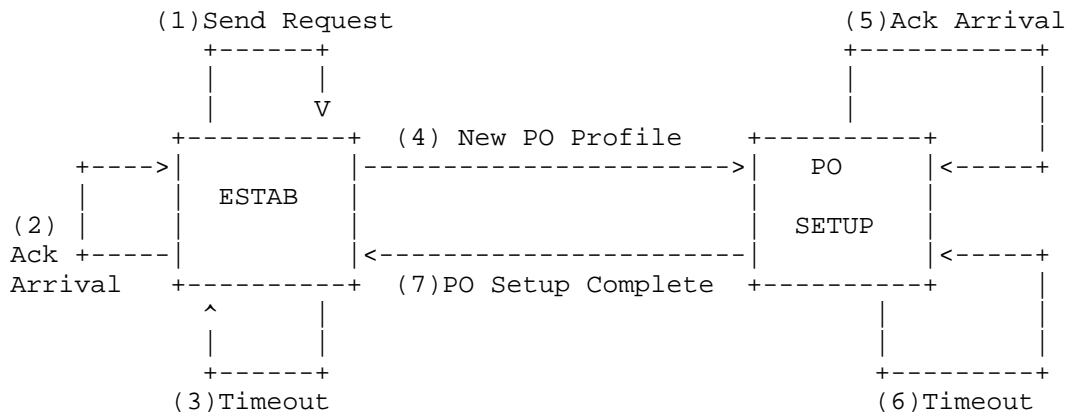 (1)Send Request (5)Ack Arrival
(4) New PO Profile
PO
ESTAB
(2) SETUP
Ack
Arrival (7)PO Setup Complete
(3)Timeout (6)Timeout